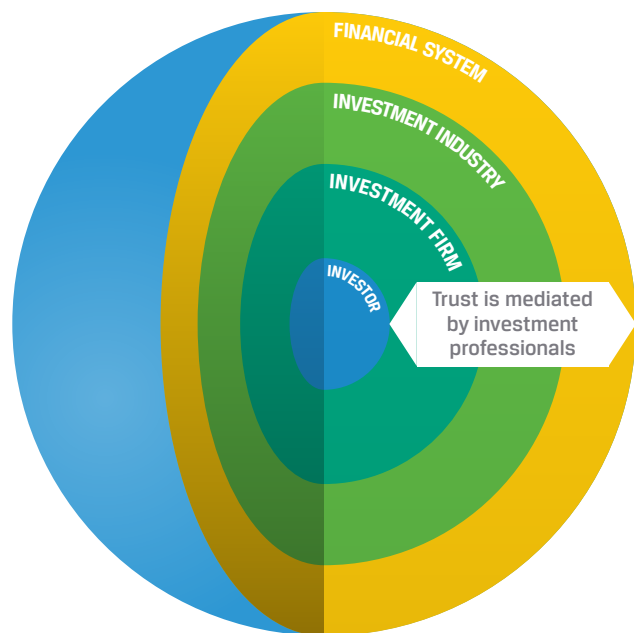 FINANCIAL SYSTEM
INVESTMENT INDUSTRY
INVESTMENT FIRM
INVESTOR
Trust is mediated
by investment
professionals